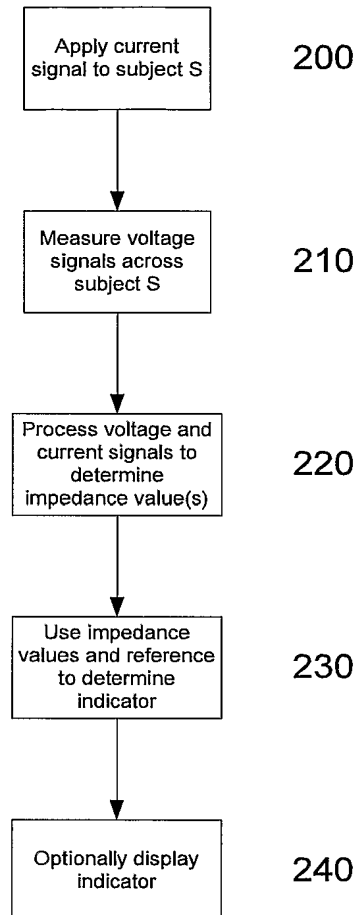 Apply current
signal to subject S
200
Measure voltage
signals across
subject S
210
Process voltage and
current signals to
determine
impedance value(s)
220
Use impedance
values and reference
to determine
indicator
230
Optionally display
indicator
240